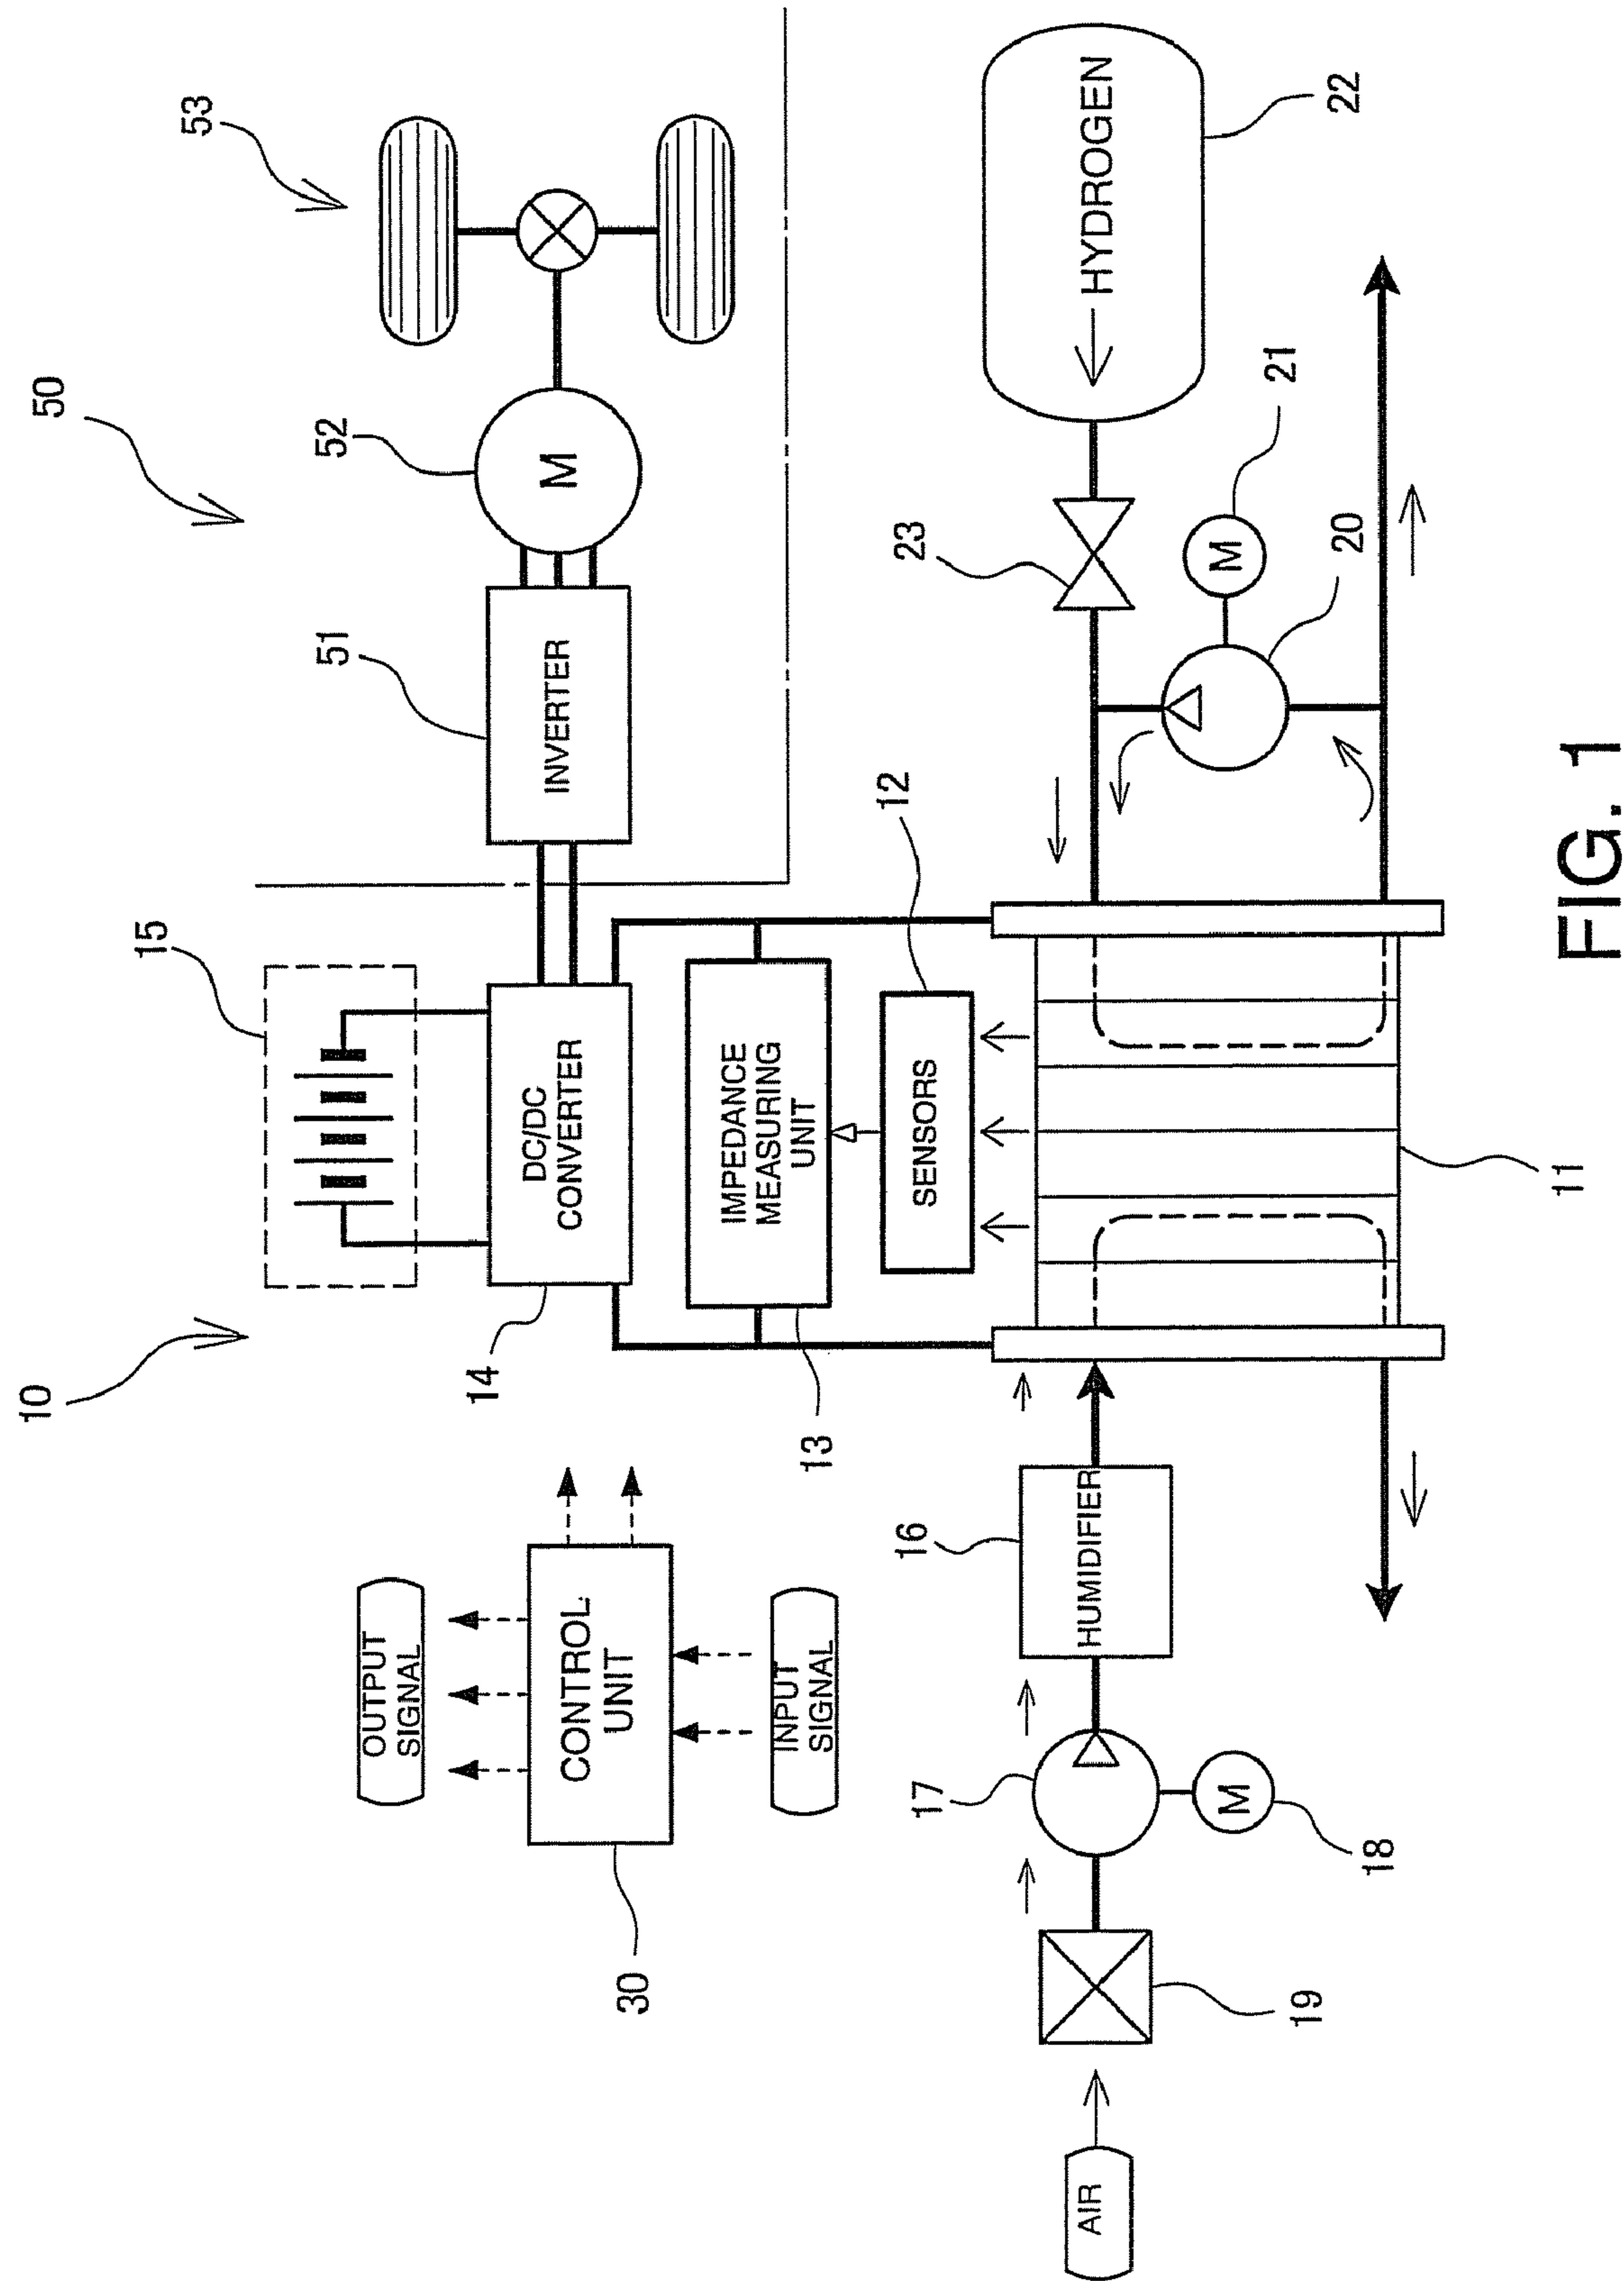 10
50
53
15
52
M
51
INVERTER
14
DC/DC
CONVERTER
13
IMPEDANCE
MEASURING
UNIT
12
SENSORS
OUTPUT
SIGNAL
CONTROL
UNIT
30
INPUT
SIGNAL
AIR
19
17
M
18
16
HUMIDIFIER
11
23
M
21
20
HYDROGEN
22
FIG. 1